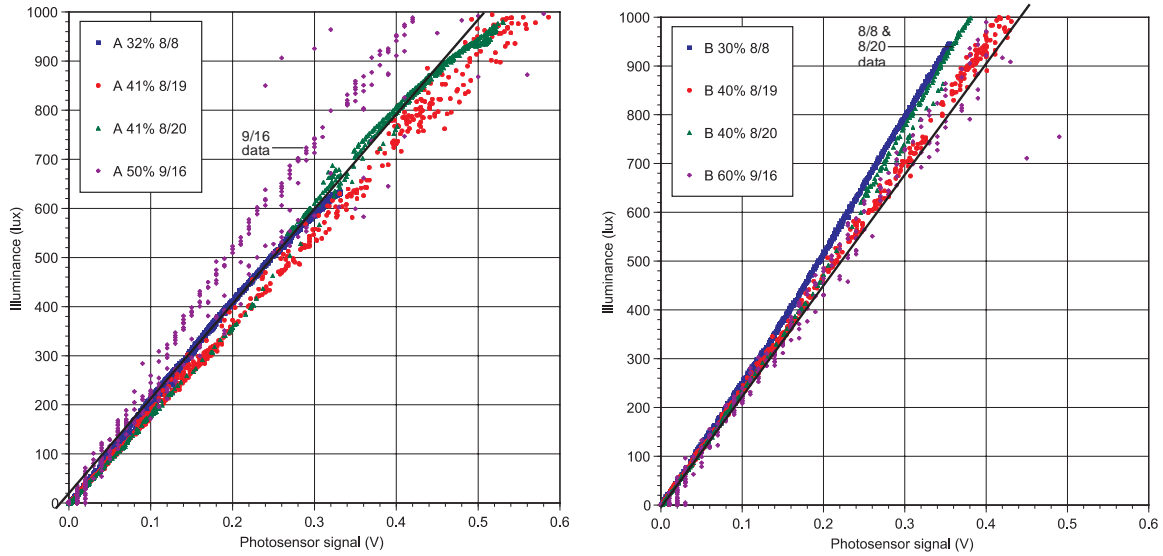 1000
900
800
700
600
500
400
300
200
100
0
Illuminance (lux)
A 32% 8/8
A 41% 8/19
A 41% 8/20
A 50% 9/16
9/16
data
0.0 0.1 0.2 0.3 0.4 0.5 0.6
Photosensor signal (V)
1000
900
800
700
600
500
400
300
200
100
0
Illuminance (lux)
B 30% 8/8
B 40% 8/19
B 40% 8/20
B 60% 9/16
8/8 &
8/20
data
0.0 0.1 0.2 0.3 0.4 0.5 0.6
Photosensor signal (V)